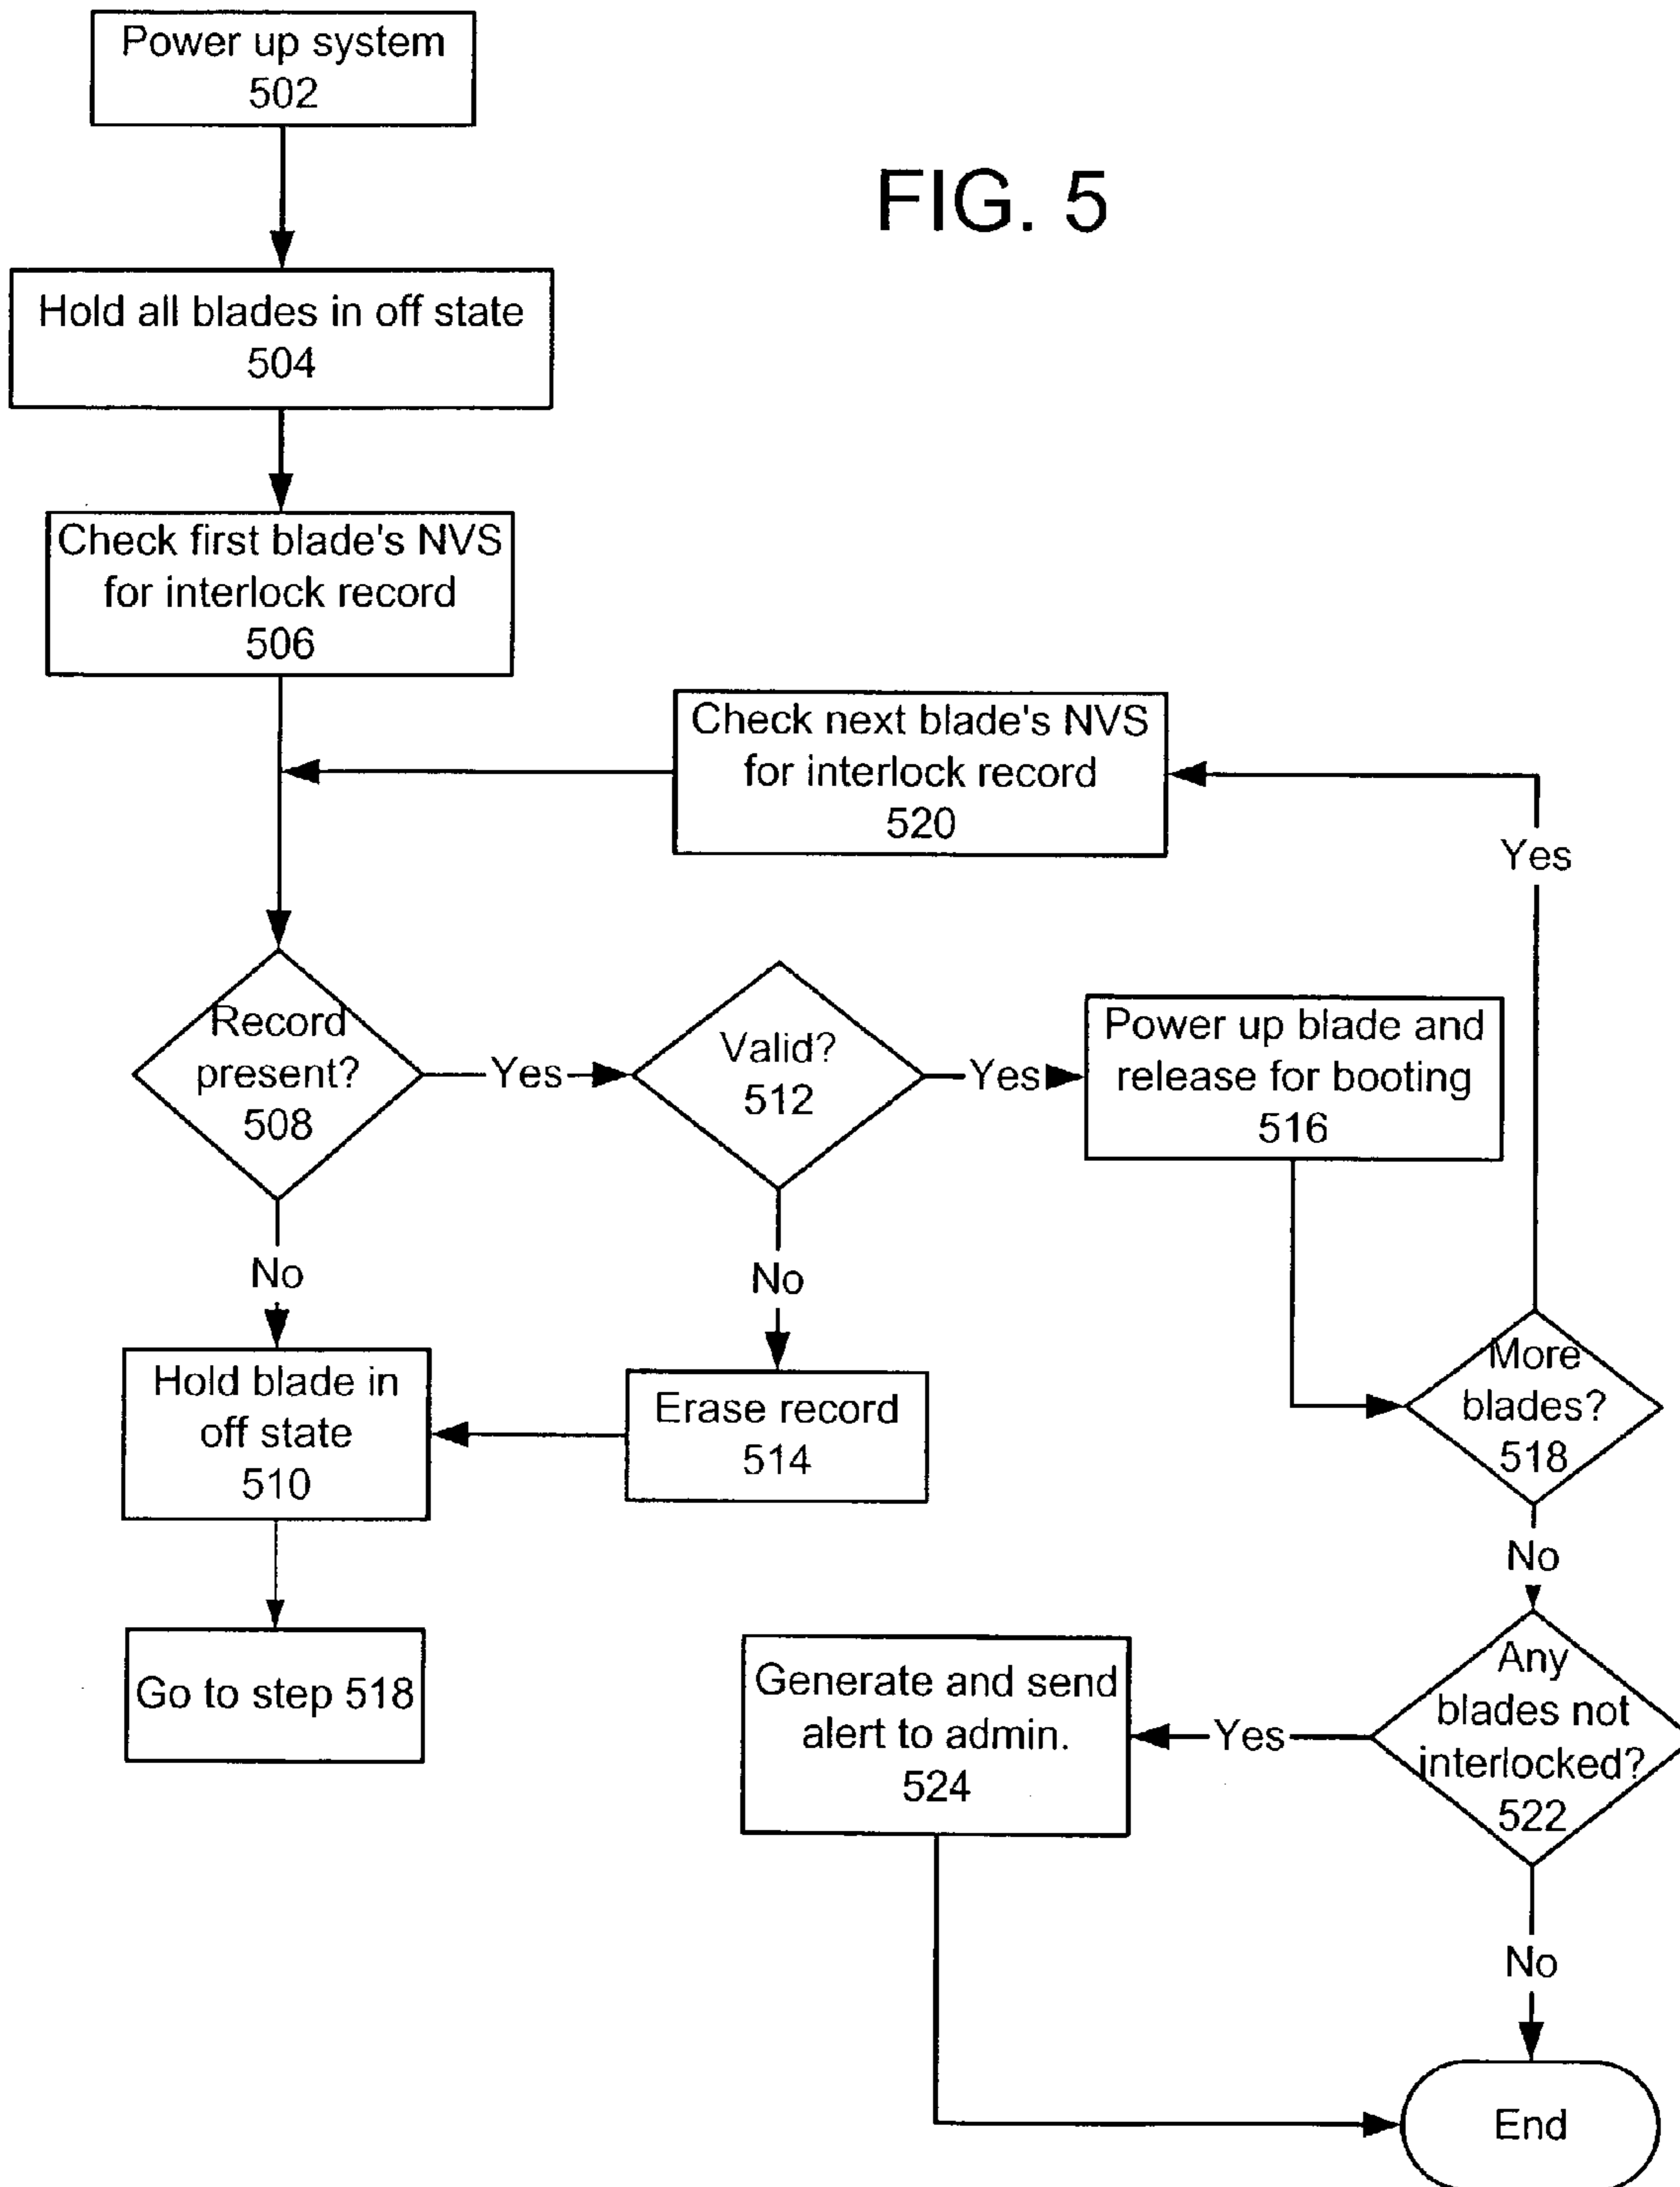 Power up system
502
FIG. 5
Hold all blades in off state
504
Check first blade's NVS
for interlock record
506
Check next blade's NVS
for interlock record
520
Yes
Record
present?
508
Yes
Valid?
512
Yes
Power up blade and
release for booting
516
No
No
Hold blade in
off state
510
Erase record
514
More
blades?
518
No
Go to step 518
Generate and send
alert to admin.
524
Yes
Any
blades not
interlocked?
522
No
End